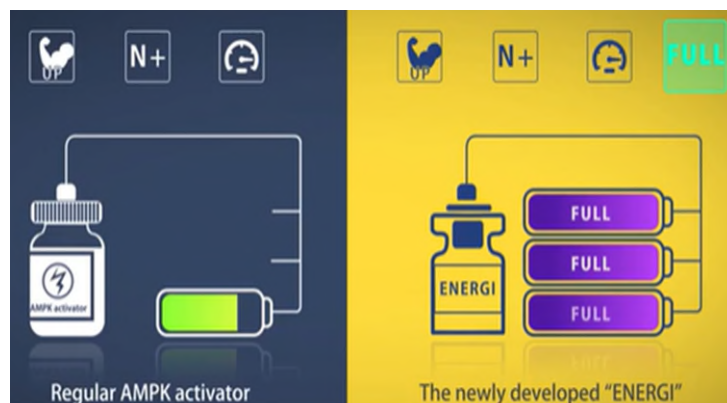 UP
N+
UP
N+
FULL
AMPK activator
FULL
FULL
ENERGI
FULL
Regular AMPK activator
The newly developed “ENERGI”